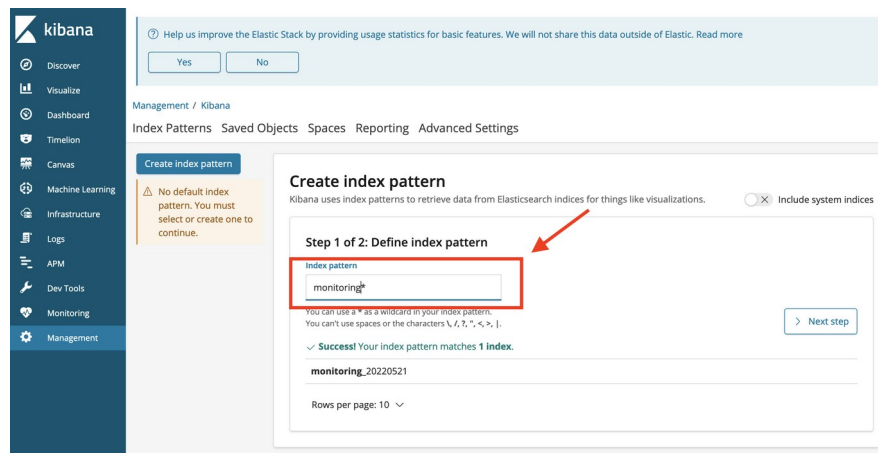 kibana
Discover
Visualize
Dashboard
Timelion
Canvas
Machine Learning
Infrastructure
Logs
APM
Dev Tools
Monitoring
Management
Help us improve the Elastic Stack by providing usage statistics for basic features. We will not share this data outside of Elastic. Read more
Yes No
Management / Kibana
Index Patterns Saved Objects Spaces Reporting Advanced Settings
Create index pattern
No default index
pattern. You must
select or create one to
continue.
Create index pattern
Kibana uses index patterns to retrieve data from Elasticsearch indices for things like visualizations.
Include system indices
Step 1 of 2: Define index pattern
Index pattern
monitoring*
You can use a * as a wildcard in your index pattern.
You can't use spaces or the characters \, /, ?, ", <, >, |.
Next step
Success! Your index pattern matches 1 index.
monitoring_20220521
Rows per page: 10